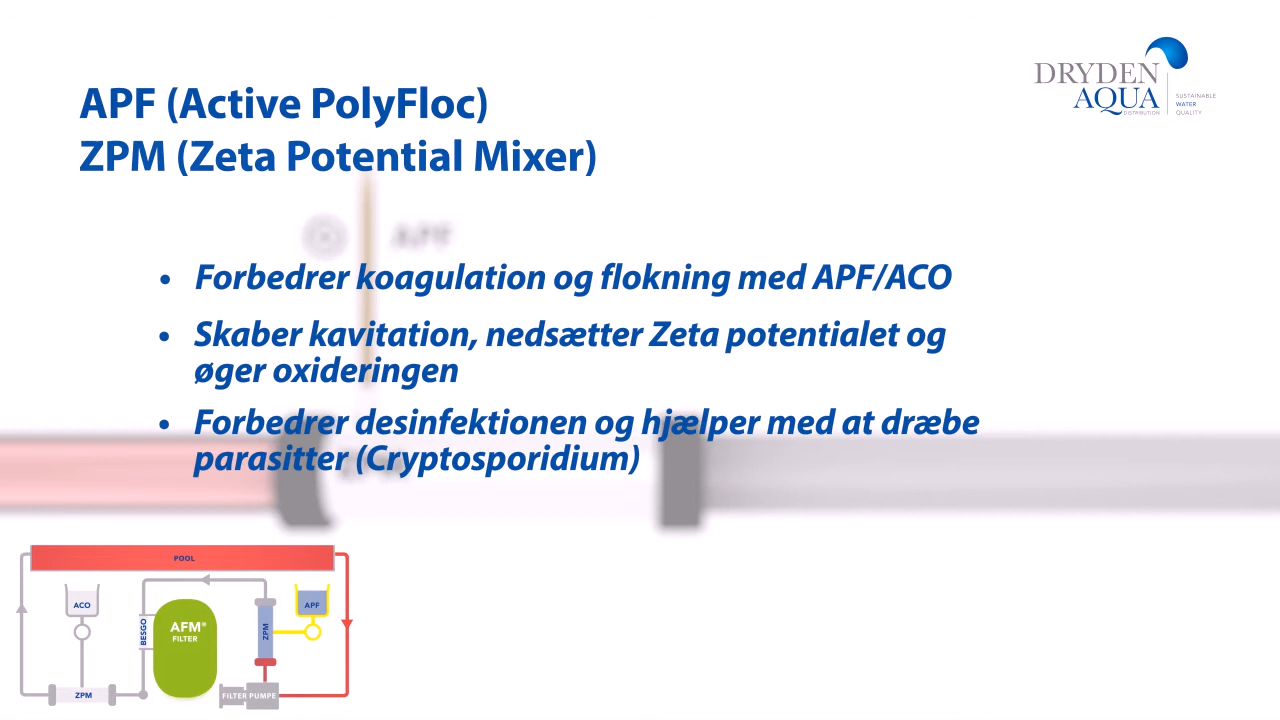 DRYDEN
AQUA
DISTRIBUTION
SUSTAINABLE
WATER
QUALITY
APF (Active PolyFloc)
ZPM (Zeta Potential Mixer)
APF
• Forbedrer koagulation og flokning med APF/ACO
• Skaber kavitation, nedsætter Zeta potentialet og
øger oxideringen
• Forbedrer desinfektionen og hjælper med at dræbe
parasitter (Cryptosporidium)
POOL
ACO
BESGO
AFM®
FILTER
ZPM
APF
ZPM
FILTER PUMPE